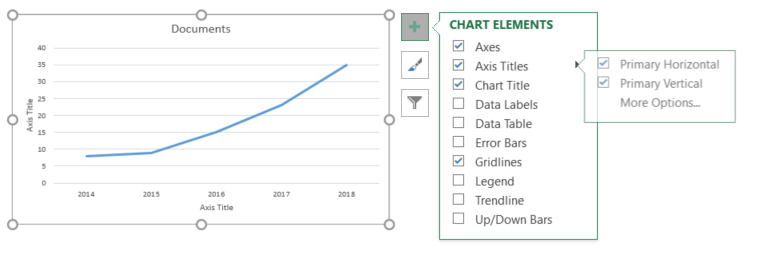 Documents
40
35
30
25
20
15
10
5
0
Axis Title
2014 2015 2016 2017 2018
Axis Title
CHART ELEMENTS
Axes
Axis Titles
Chart Title
Data Labels
Data Table
Error Bars
Gridlines
Legend
Trendline
Up/Down Bars
Primary Horizontal
Primary Vertical
More Options...